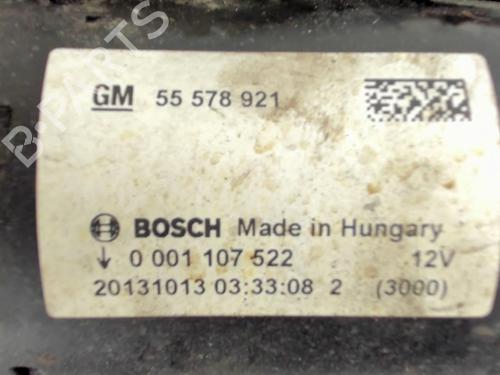 GM 55 578 921
BOSCH Made in Hungary
0 001 107 522 12V
20131013 03:33:08 2 (3000)
B-PARTS